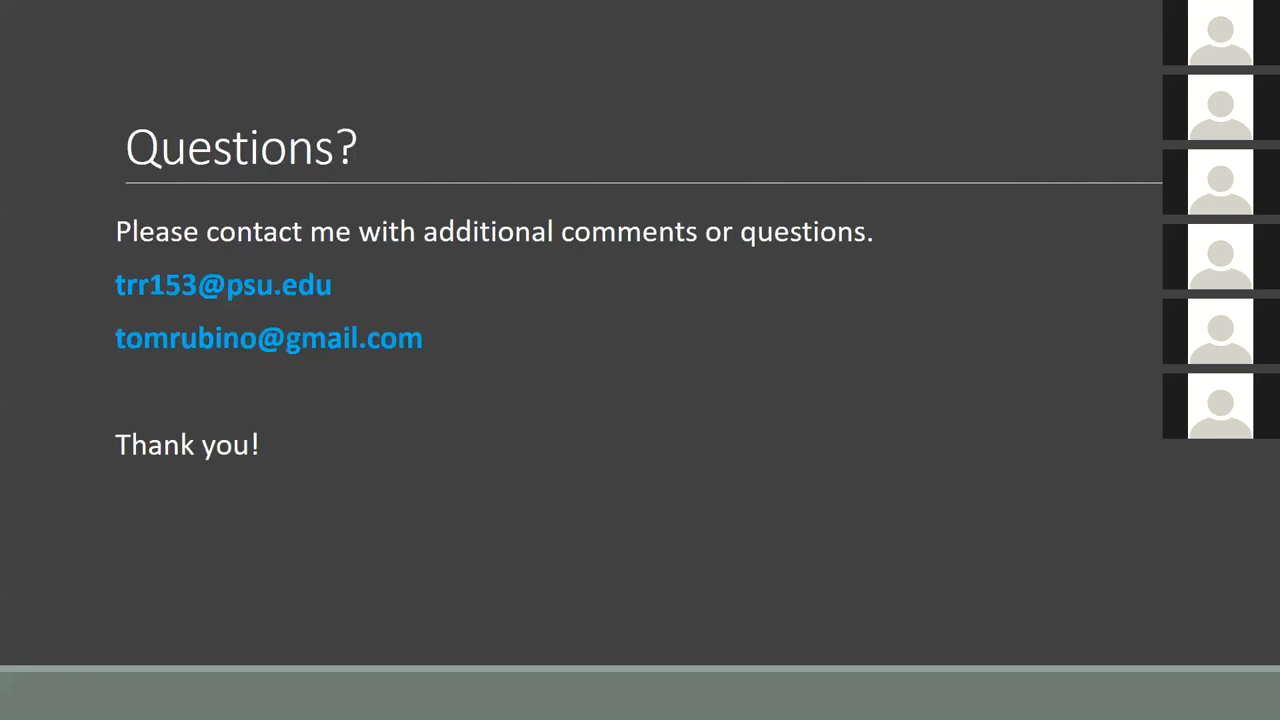 Questions?
Please contact me with additional comments or questions.
trr153@psu.edu
tomrubino@gmail.com
Thank you!